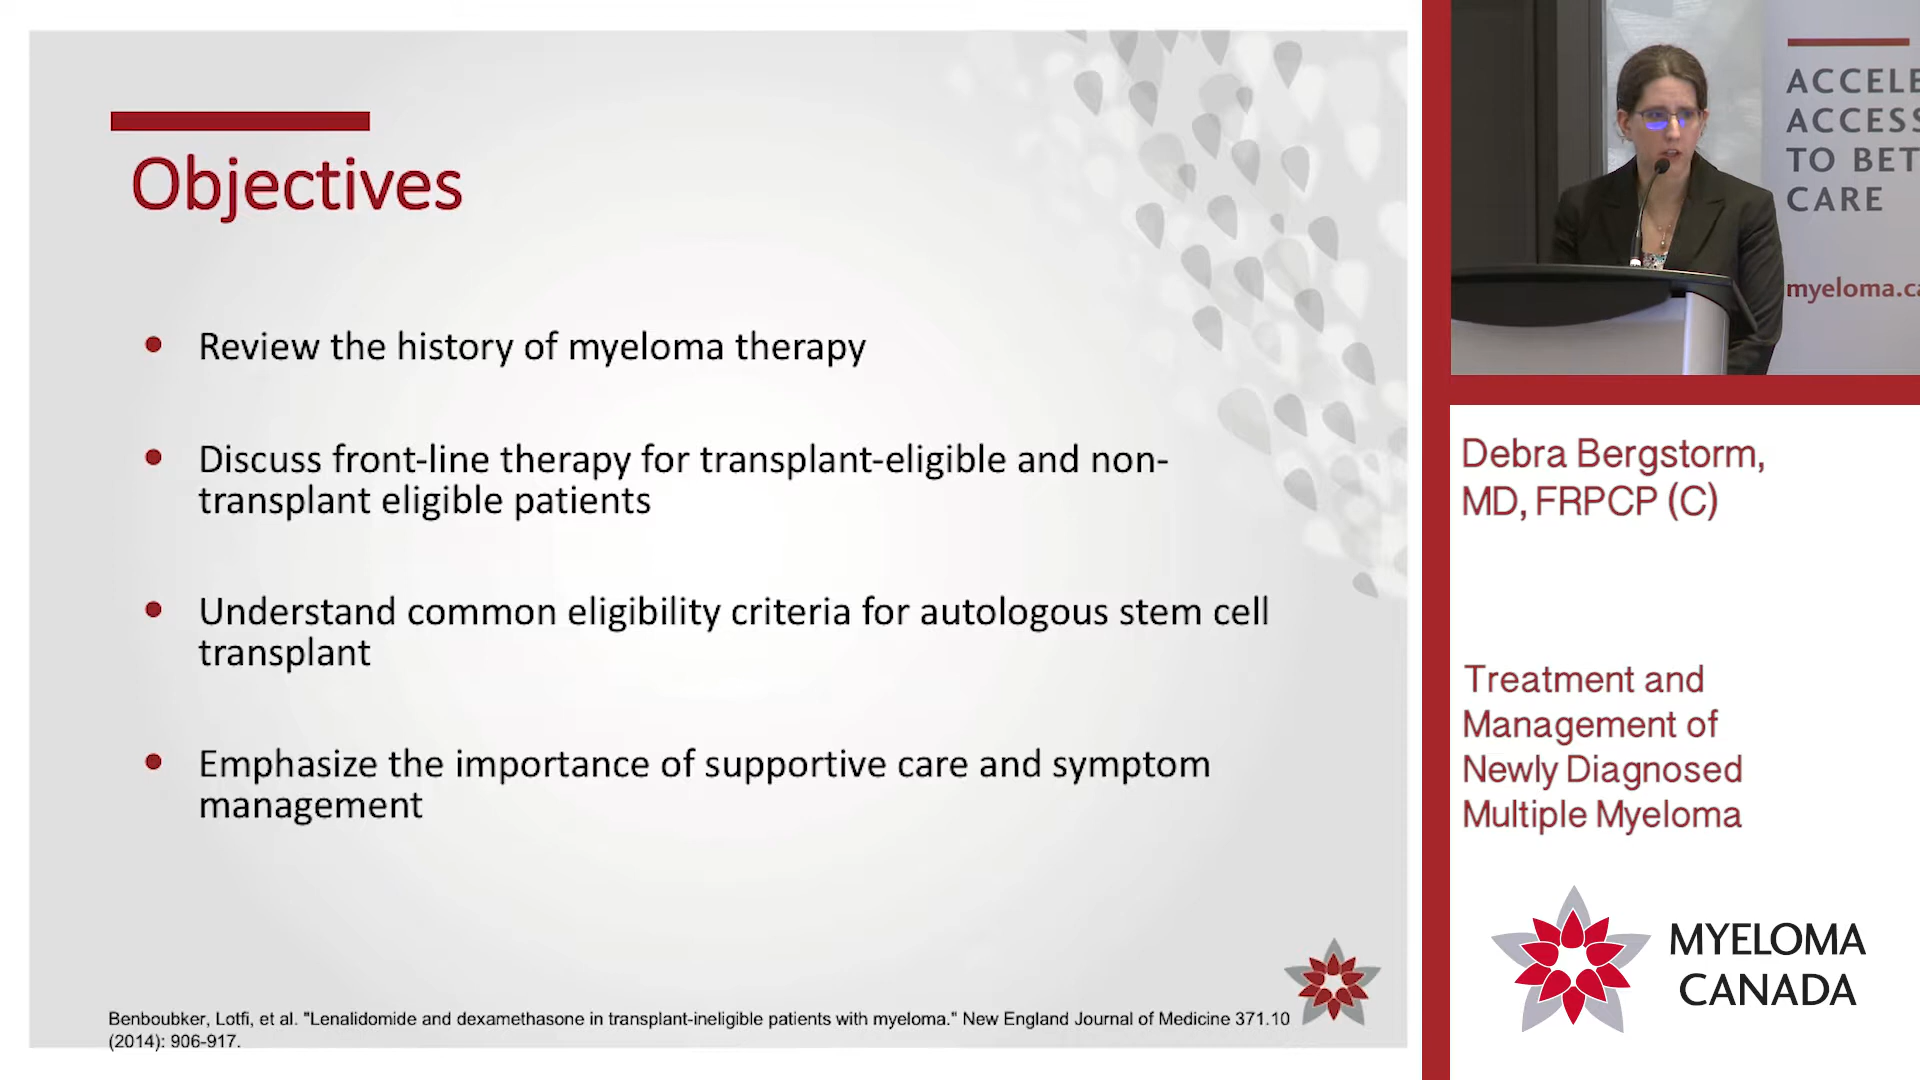 Objectives
Review the history of myeloma therapy
Discuss front-line therapy for transplant-eligible and non-
transplant eligible patients
Understand common eligibility criteria for autologous stem cell
transplant
Emphasize the importance of supportive care and symptom
management
Benboubker, Lotfi, et al. "Lenalidomide and dexamethasone in transplant-ineligible patients with myeloma." New England Journal of Medicine 371.10
(2014): 906-917.
ACCELE
ACCESS
TO BET
CARE
myeloma.ca
Debra Bergstorm,
MD, FRPCP (C)
Treatment and
Management of
Newly Diagnosed
Multiple Myeloma
MYELOMA
CANADA